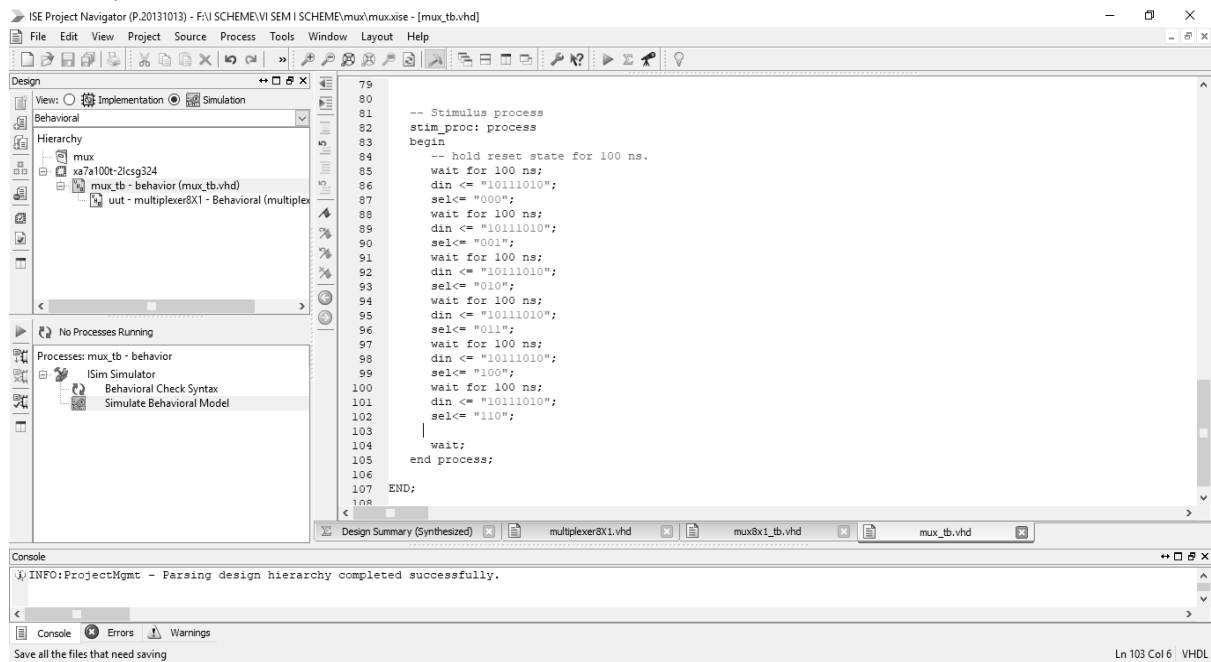 ISE Project Navigator (P.20131013) - F:\I SCHEME\VI SEM I SCHEME\mux\mux.xise - [mux_tb.vhd]
File Edit View Project Source Process Tools Window Layout Help
Design
View: Implementation Simulation
Behavioral
Hierarchy
mux
xa7a100t-2Icsg324
mux_tb - behavior (mux_tb.vhd)
uut - multiplexer8X1 - Behavioral (multiplex
No Processes Running
Processes: mux_tb - behavior
ISim Simulator
Behavioral Check Syntax
Simulate Behavioral Model
79
80
81 -- Stimulus process
82 stim_proc: process
83 begin
84 -- hold reset state for 100 ns.
85 wait for 100 ns;
86 din <= "10111010";
87 sel<= "000";
88 wait for 100 ns;
89 din <= "10111010";
90 sel<= "001";
91 wait for 100 ns;
92 din <= "10111010";
93 sel<= "010";
94 wait for 100 ns;
95 din <= "10111010";
96 sel<= "011";
97 wait for 100 ns;
98 din <= "10111010";
99 sel<= "100";
100 wait for 100 ns;
101 din <= "10111010";
102 sel<= "110";
103
104 wait;
105 end process;
106
107 END;
108
Design Summary (Synthesized) multiplexer8X1.vhd mux8x1_tb.vhd mux_tb.vhd
Console
INFO:ProjectMgmt - Parsing design hierarchy completed successfully.
Console Errors Warnings
Save all the files that need saving Ln 103 Col 6 VHDL